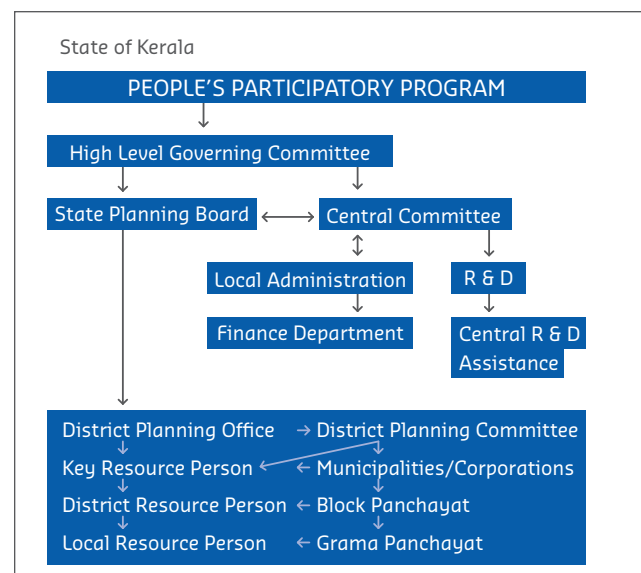 State of Kerala
PEOPLE'S PARTICIPATORY PROGRAM
High Level Governing Committee
State Planning Board
Central Committee
Local Administration
R & D
Finance Department
Central R & D
Assistance
District Planning Office
District Planning Committee
Key Resource Person
Municipalities/Corporations
District Resource Person
Block Panchayat
Local Resource Person
Grama Panchayat